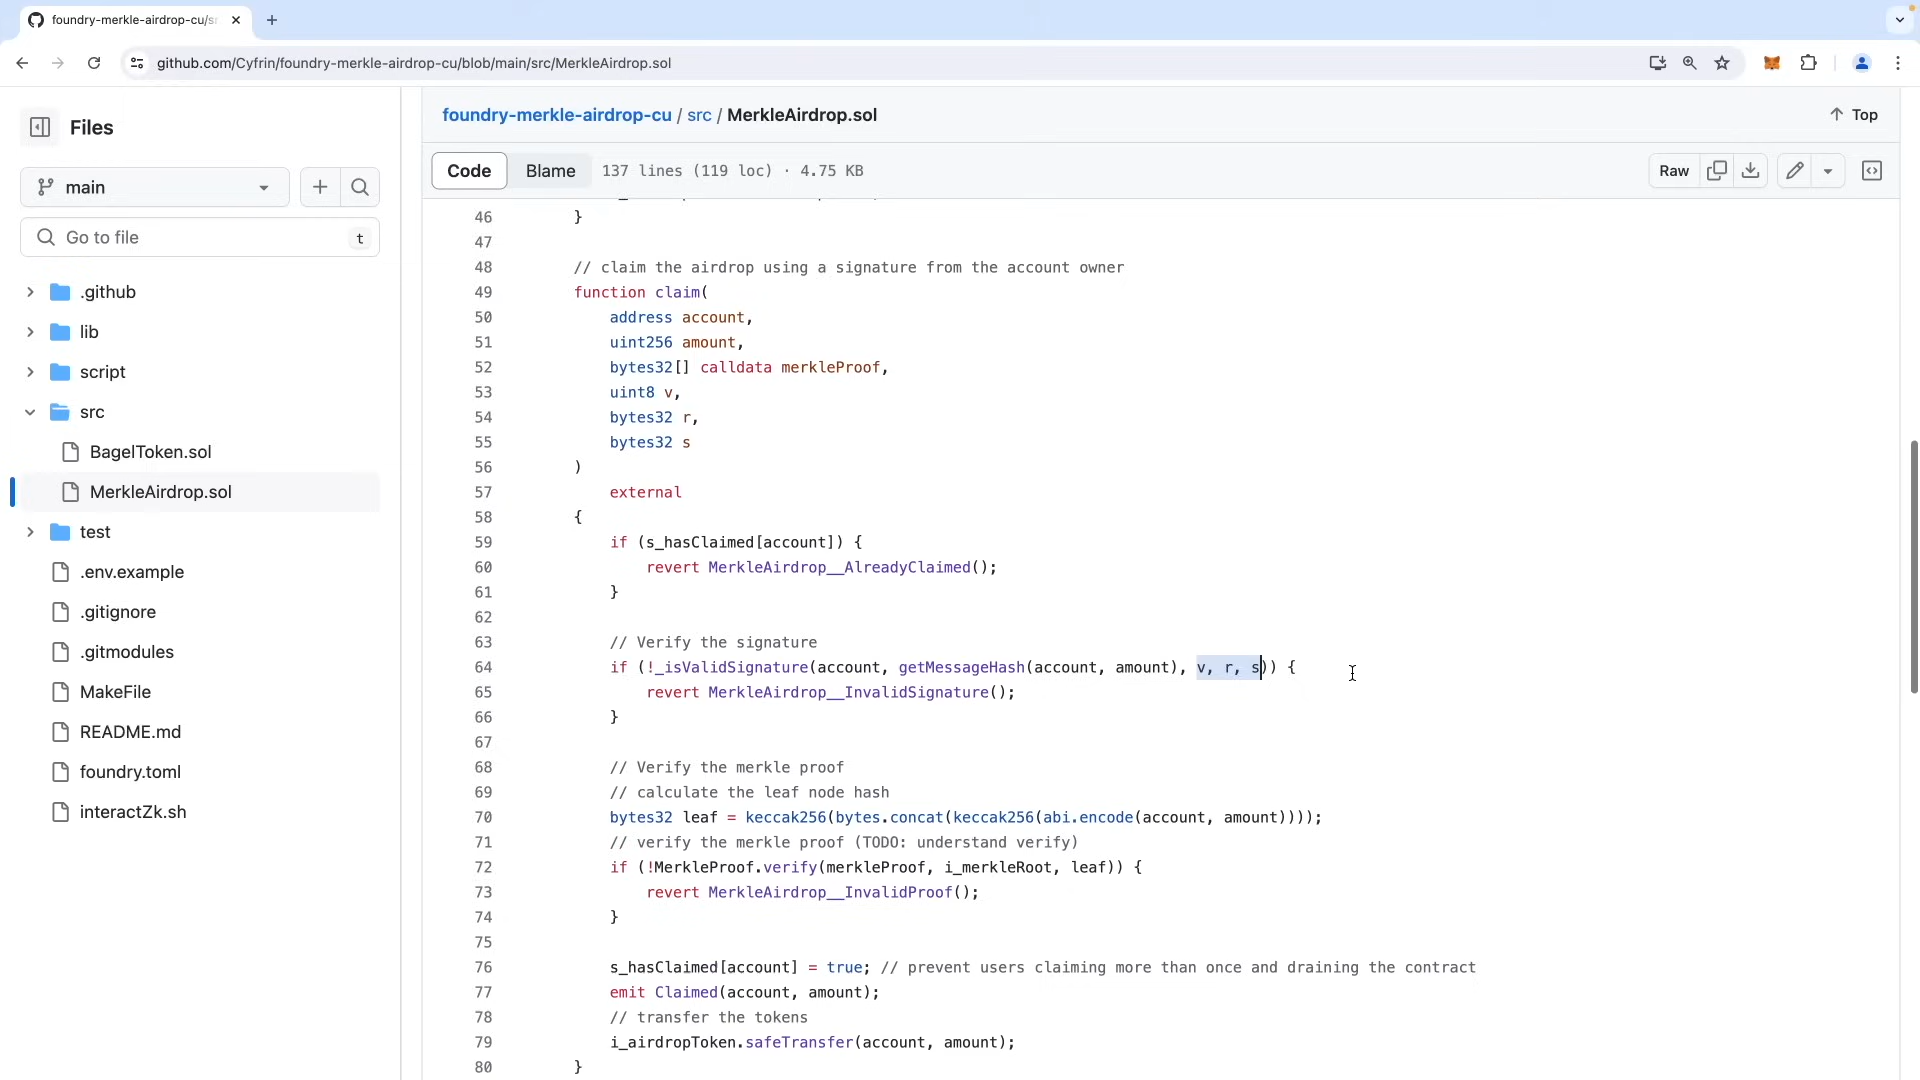 foundry-merkle-airdrop-cu/s
github.com/Cyfrin/foundry-merkle-airdrop-cu/blob/main/src/MerkleAirdrop.sol
Files
main
Go to file
t
.github
lib
script
src
BagelToken.sol
MerkleAirdrop.sol
test
.env.example
.gitignore
.gitmodules
MakeFile
README.md
foundry.toml
interactZk.sh
foundry-merkle-airdrop-cu / src / MerkleAirdrop.sol
Top
Code Blame 137 lines (119 loc) · 4.75 KB
Raw
46 }
47
48 // claim the airdrop using a signature from the account owner
49 function claim(
50 address account,
51 uint256 amount,
52 bytes32[] calldata merkleProof,
53 uint8 v,
54 bytes32 r,
55 bytes32 s
56 )
57 external
58 {
59 if (s_hasClaimed[account]) {
60 revert MerkleAirdrop__AlreadyClaimed();
61 }
62
63 // Verify the signature
64 if (!_isValidSignature(account, getMessageHash(account, amount), v, r, s)) {
65 revert MerkleAirdrop__InvalidSignature();
66 }
67
68 // Verify the merkle proof
69 // calculate the leaf node hash
70 bytes32 leaf = keccak256(bytes.concat(keccak256(abi.encode(account, amount))));
71 // verify the merkle proof (TODO: understand verify)
72 if (!MerkleProof.verify(merkleProof, i_merkleRoot, leaf)) {
73 revert MerkleAirdrop__InvalidProof();
74 }
75
76 s_hasClaimed[account] = true; // prevent users claiming more than once and draining the contract
77 emit Claimed(account, amount);
78 // transfer the tokens
79 i_airdropToken.safeTransfer(account, amount);
80 }